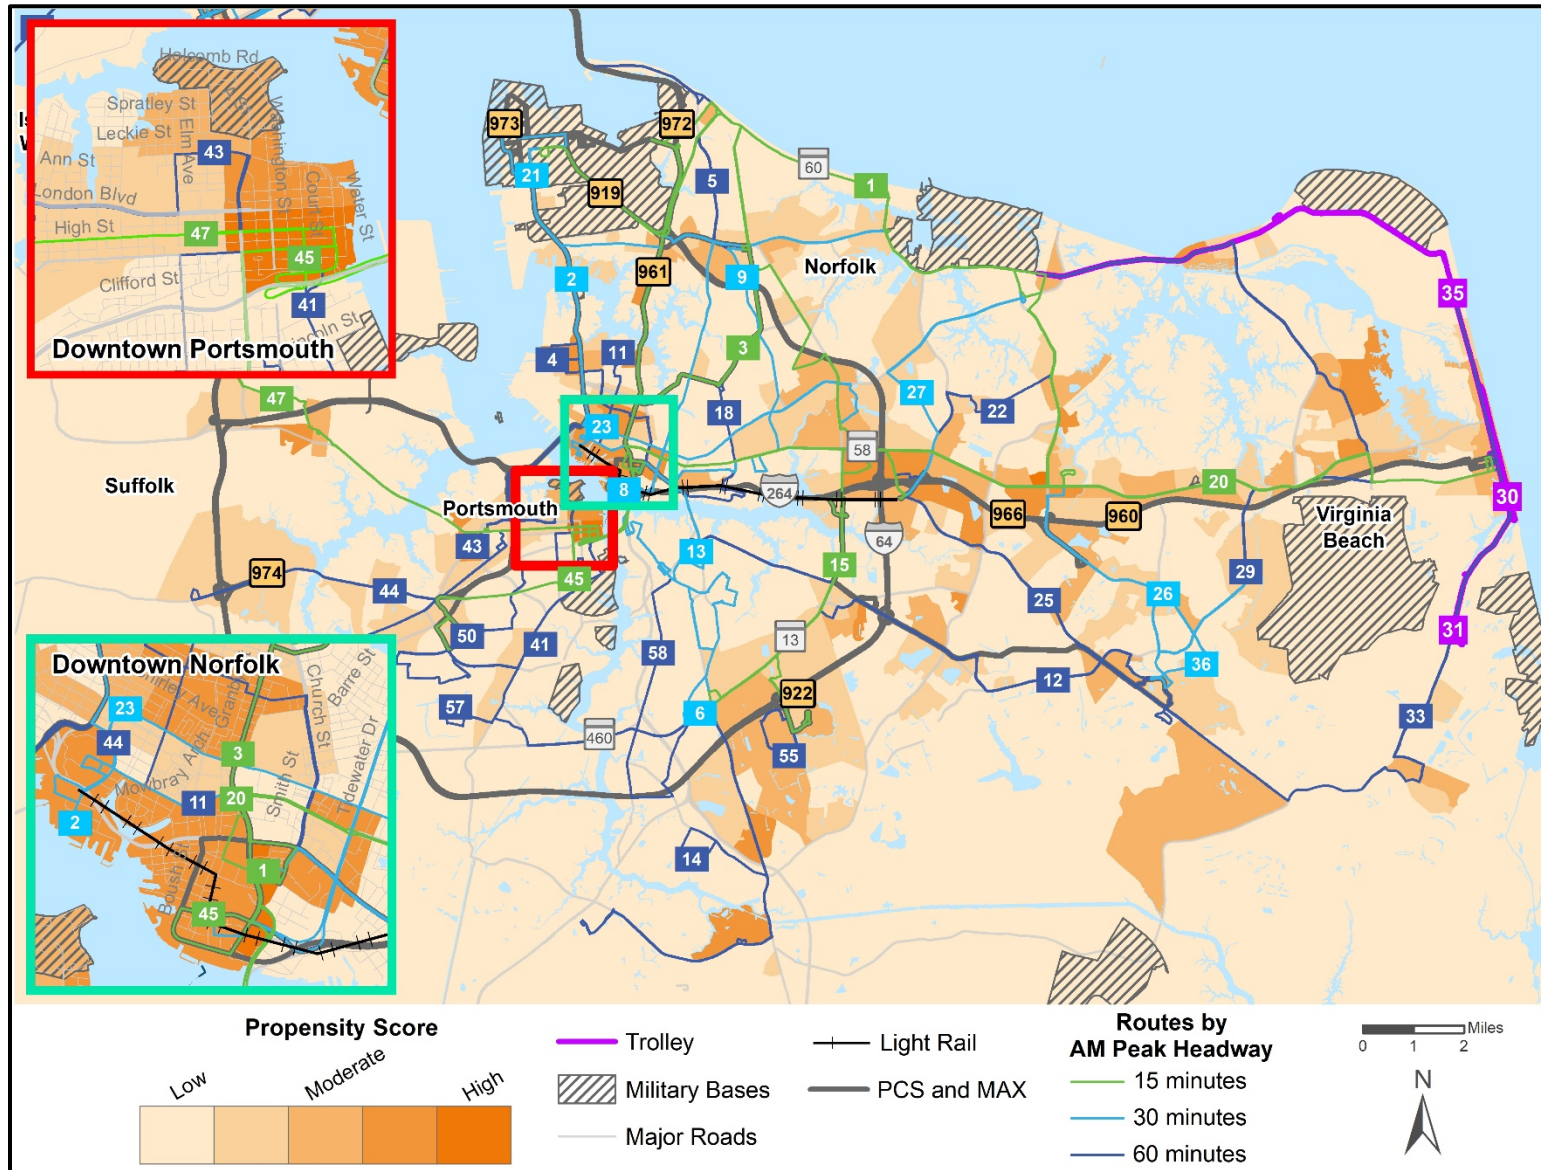 Holcomb Rd
Spratley St
Leckie St
Elm Ave
43
Washington St
Ann St
London Blvd
Court St
Water St
High St
47
45
Clifford St
41
Lincoln St
Downtown Portsmouth
973
972
21
919
5
60
1
961
2
9
Norfolk
35
3
4
11
27
22
18
47
23
58
Suffolk
8
264
20
30
Portsmouth
966
960
Virginia
Beach
43
13
64
974
44
45
15
29
25
26
50
41
58
13
31
36
12
57
922
6
33
460
55
14
Downtown Norfolk
Granby
Church St
Barre St
23
44
3
Mowbray Arch
Smith St
Tidewater Dr
11
20
2
1
45
Propensity Score
Low
Moderate
High
Trolley
Military Bases
Major Roads
Light Rail
PCS and MAX
Routes by
AM Peak Headway
15 minutes
30 minutes
60 minutes
Miles
0 1 2
N